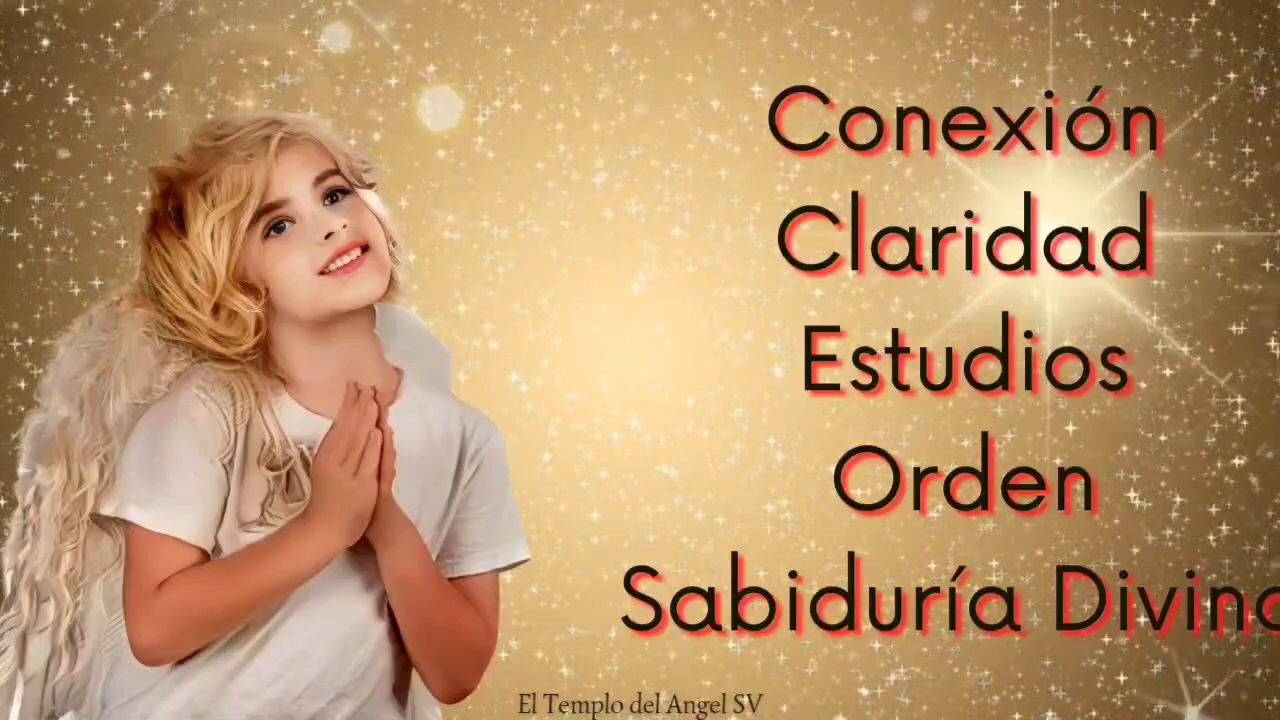 Conexión
Claridad
Estudios
Orden
Sabiduría Divina
El Templo del Angel SV